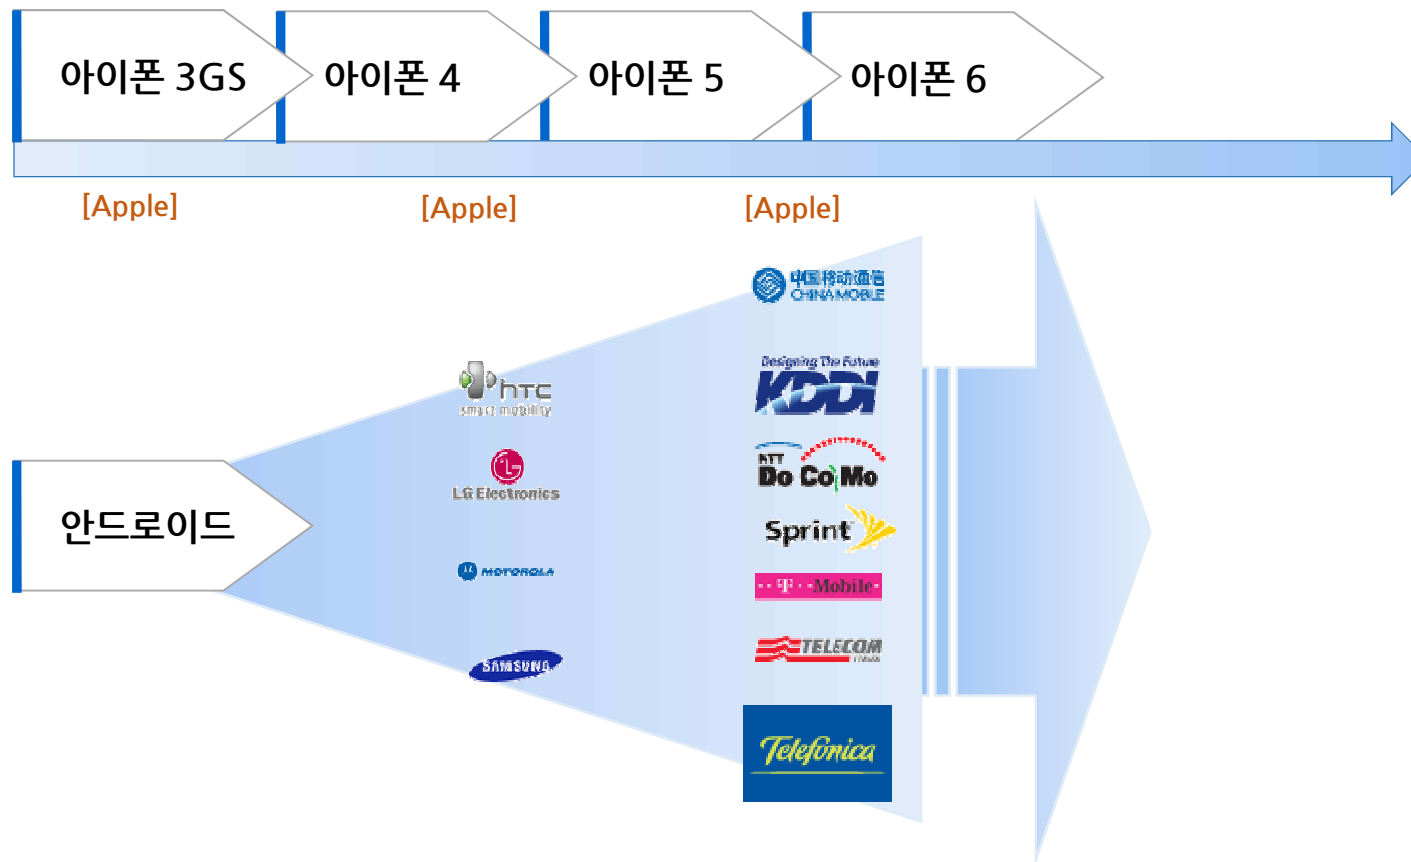 아이폰 3GS
아이폰 4
아이폰 5
아이폰 6
[Apple]
[Apple]
[Apple]
中国移动通信
CHINA MOBILE
Designing The Future
KDDI
hTC
smart mobility
NTT
Do Co Mo
LG
LG Electronics
Sprint
안드로이드
MOTOROLA
T Mobile
TELECOM
SAMSUNG
Telefónica